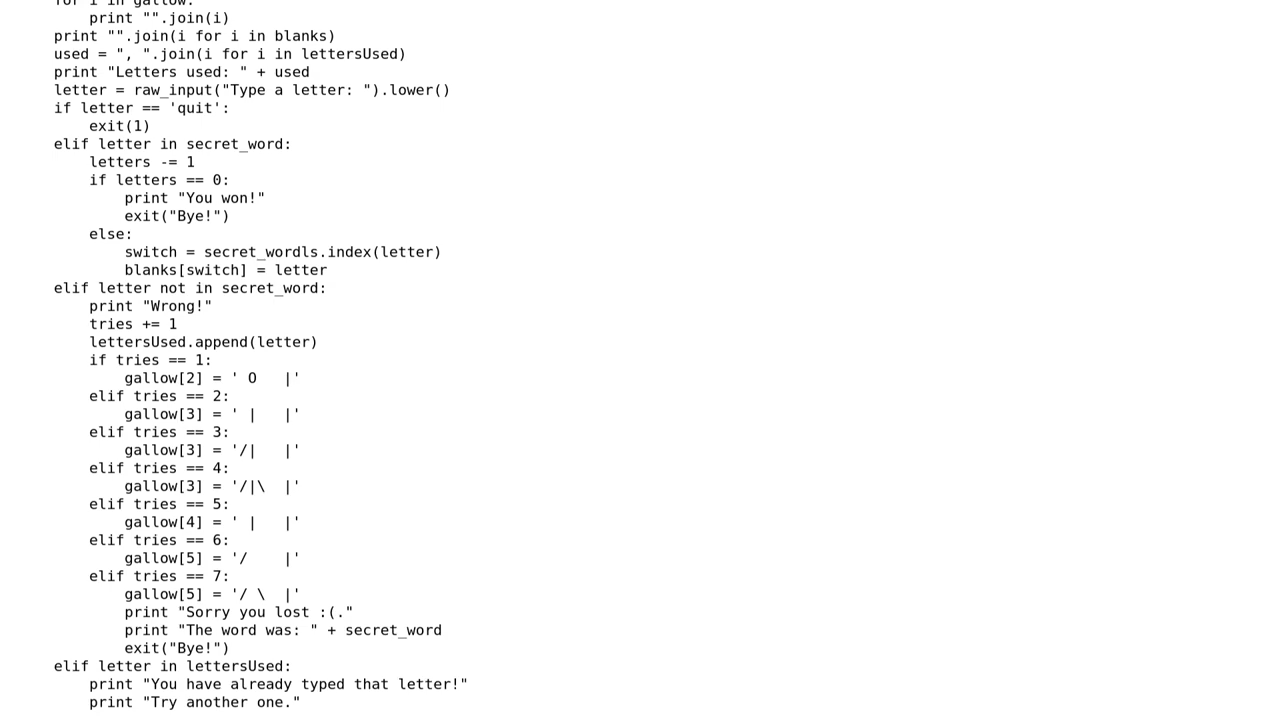 for i in gallow:
    print "".join(i)
print "".join(i for i in blanks)
used = ", ".join(i for i in lettersUsed)
print "Letters used: " + used
letter = raw_input("Type a letter: ").lower()
if letter == 'quit':
    exit(1)
elif letter in secret_word:
    letters -= 1
    if letters == 0:
        print "You won!"
        exit("Bye!")
    else:
        switch = secret_wordls.index(letter)
        blanks[switch] = letter
elif letter not in secret_word:
    print "Wrong!"
    tries += 1
    lettersUsed.append(letter)
    if tries == 1:
        gallow[2] = ' O   |'
    elif tries == 2:
        gallow[3] = ' |   |'
    elif tries == 3:
        gallow[3] = '/|   |'
    elif tries == 4:
        gallow[3] = '/|\  |'
    elif tries == 5:
        gallow[4] = ' |   |'
    elif tries == 6:
        gallow[5] = '/    |'
    elif tries == 7:
        gallow[5] = '/ \  |'
        print "Sorry you lost :(."
        print "The word was: " + secret_word
        exit("Bye!")
elif letter in lettersUsed:
    print "You have already typed that letter!"
    print "Try another one."